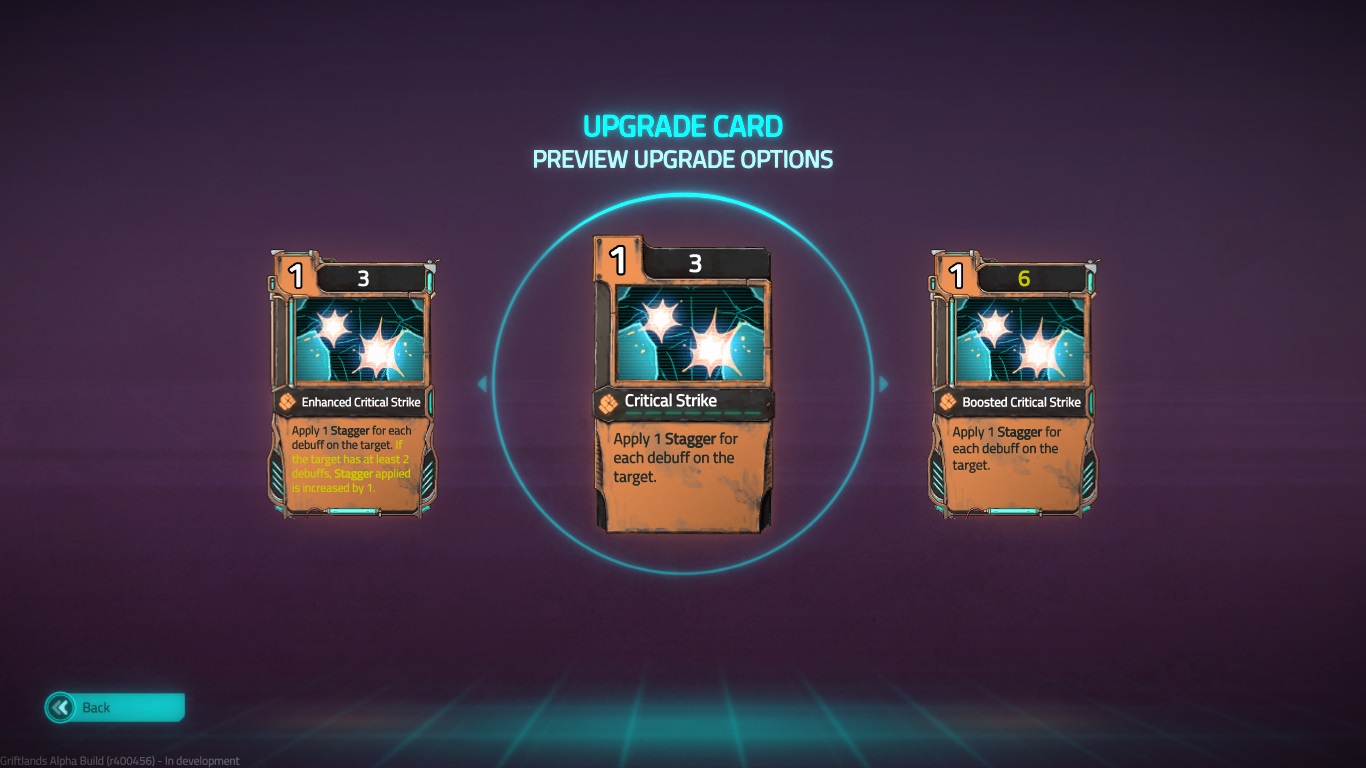 UPGRADE CARD
PREVIEW UPGRADE OPTIONS
1
3
Enhanced Critical Strike
Apply 1 Stagger for each
debuff on the target. If
the target has at least 2
debuffs, Stagger applied
is increased by 1.
1
3
Critical Strike
Apply 1 Stagger for
each debuff on the
target.
1
6
Boosted Critical Strike
Apply 1 Stagger for
each debuff on the
target.
Back
Griftlands Alpha Build (r400456) - In development